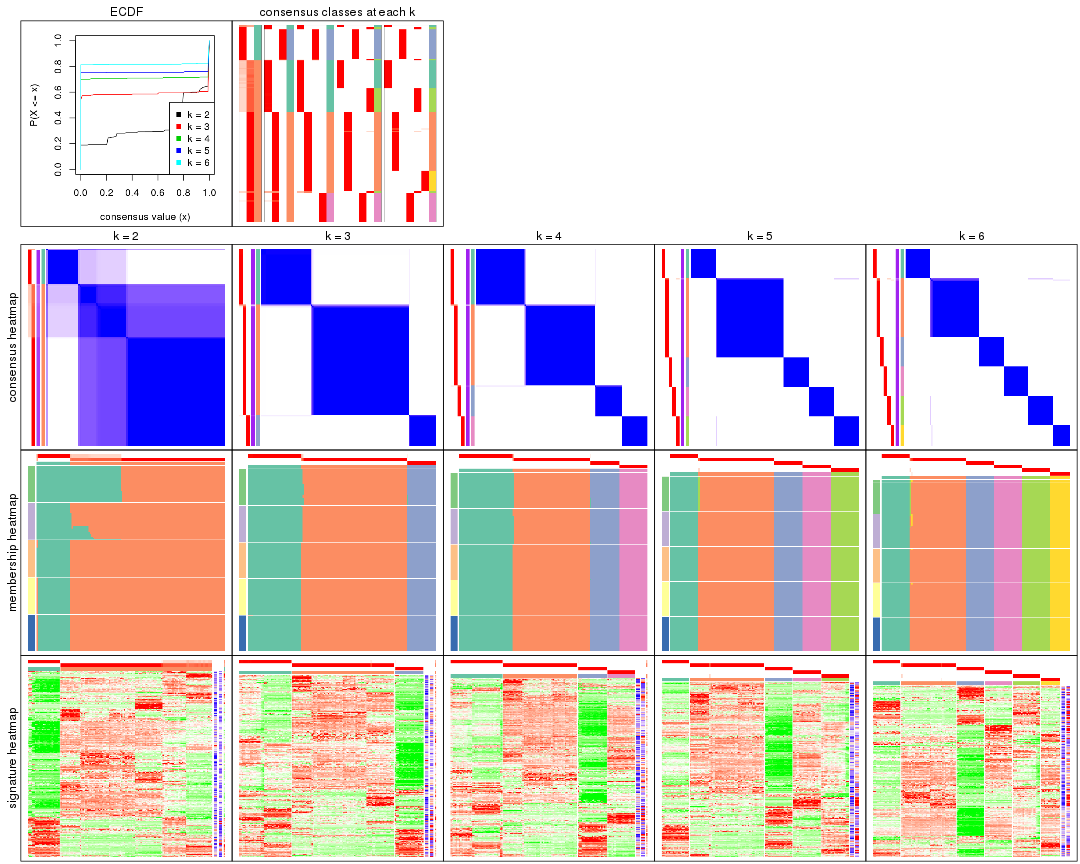 ECDF
consensus classes at each k
P(X <= x)
1.0
0.8
0.6
0.4
0.2
0.0
k = 2
k = 3
k = 4
k = 5
k = 6
0.0 0.2 0.4 0.6 0.8 1.0
consensus value (x)
k = 2 k = 3 k = 4 k = 5 k = 6
consensus heatmap
membership heatmap
signature heatmap